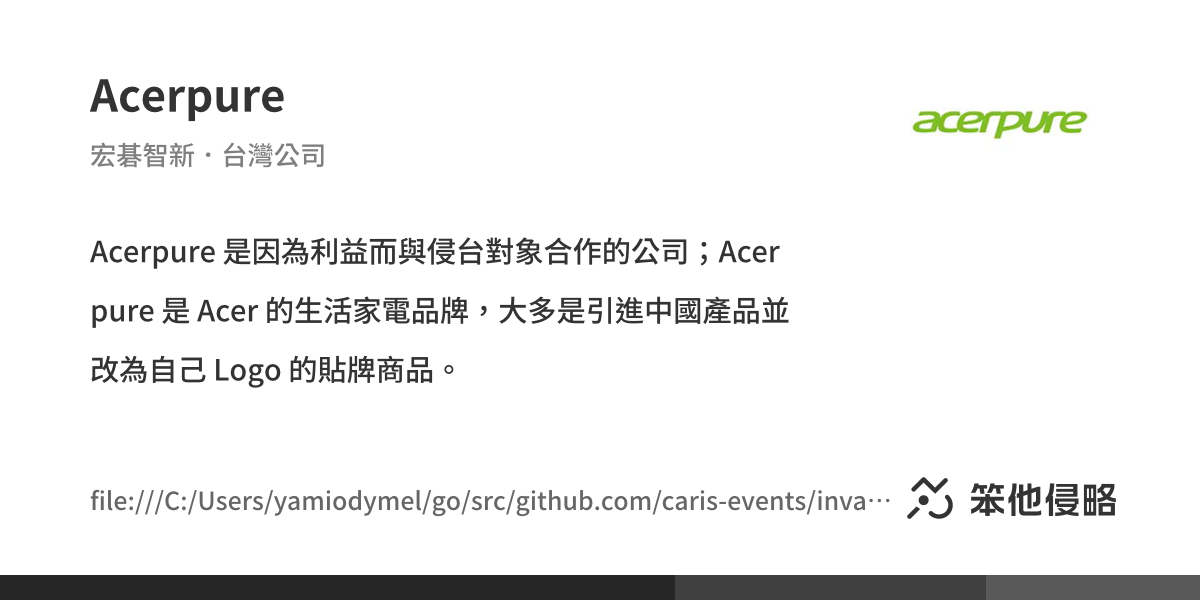 Acerpure
acerpure
宏碁智新・台灣公司
Acerpure 是因為利益而與侵台對象合作的公司；Acer
pure 是 Acer 的生活家電品牌，大多是引進中國產品並
改為自己 Logo 的貼牌商品。
file:///C:/Users/yamiodymel/go/src/github.com/caris-events/inva⋯
笨他侵略